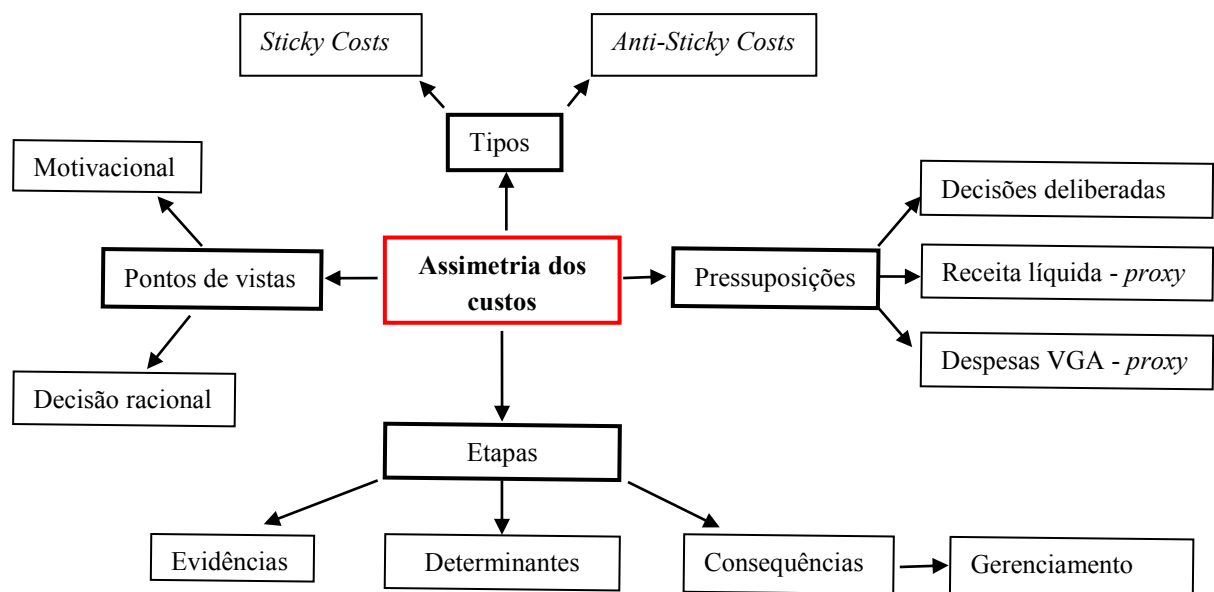 Sticky Costs
Anti-Sticky Costs
Tipos
Motivacional
Decisões deliberadas
Pontos de vistas
Assimetria dos
custos
Pressuposições
Receita líquida - proxy
Decisão racional
Despesas VGA - proxy
Etapas
Evidências
Determinantes
Consequências
Gerenciamento